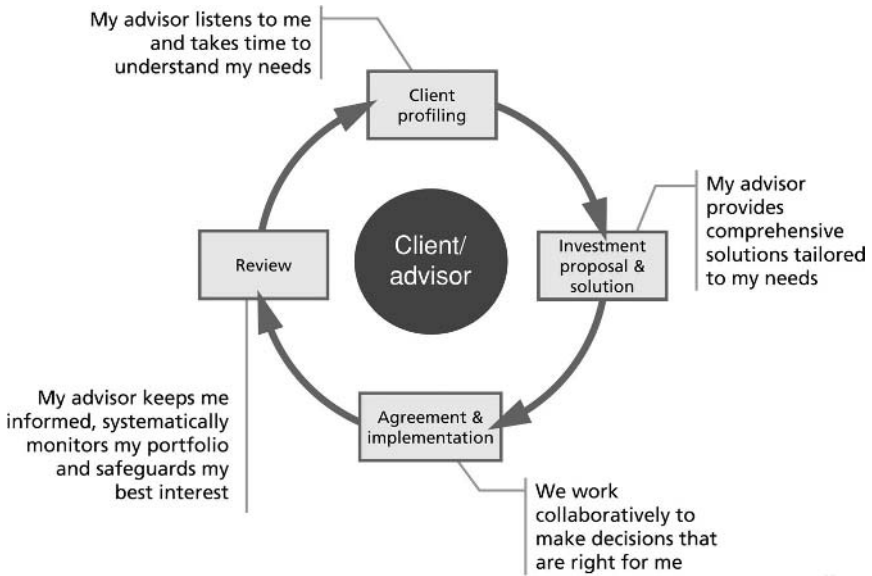 My advisor listens to me
and takes time to
understand my needs
Client
profiling
My advisor
provides
comprehensive
solutions tailored
to my needs
Investment
proposal &
solution
Client/
advisor
Review
My advisor keeps me
informed, systematically
monitors my portfolio
and safeguards my
best interest
Agreement &
implementation
We work
collaboratively to
make decisions that
are right for me